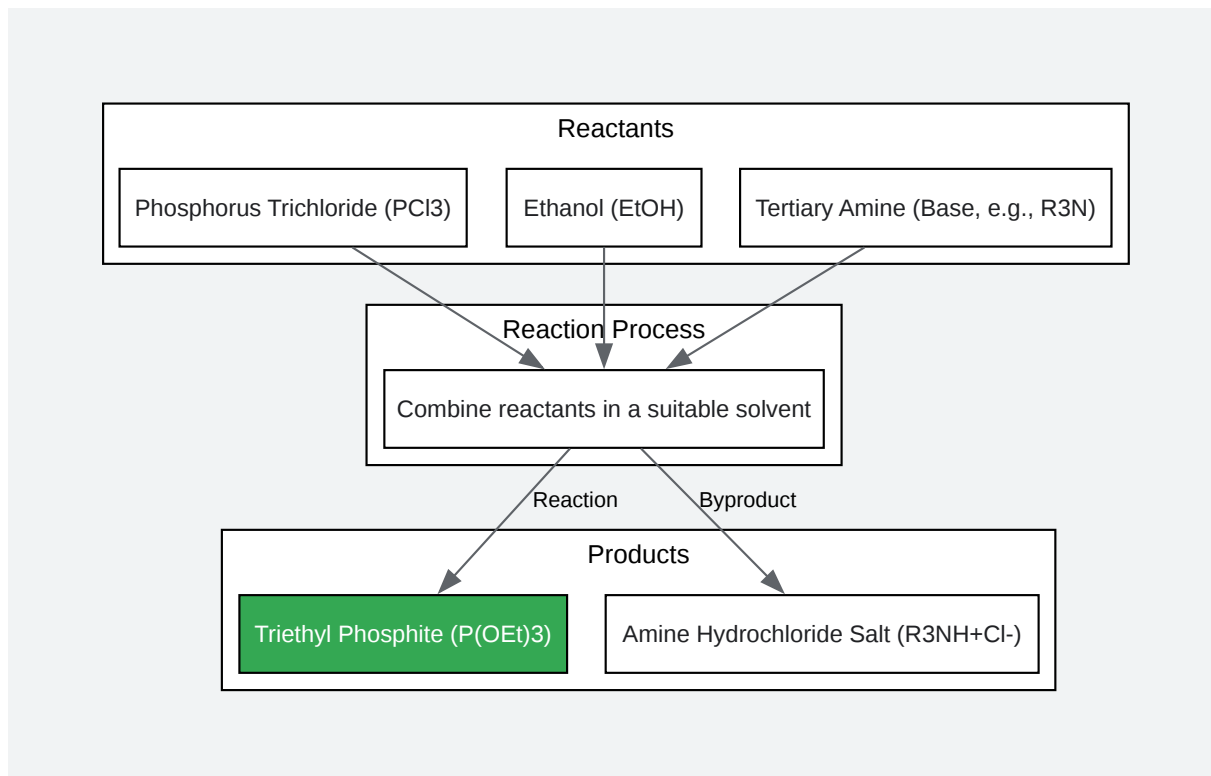 Reactants
Phosphorus Trichloride (PCl3)
Ethanol (EtOH)
Tertiary Amine (Base, e.g., R3N)
Reaction Process
Combine reactants in a suitable solvent
Reaction
Byproduct
Products
Triethyl Phosphite (P(OEt)3)
Amine Hydrochloride Salt (R3NH+Cl-)